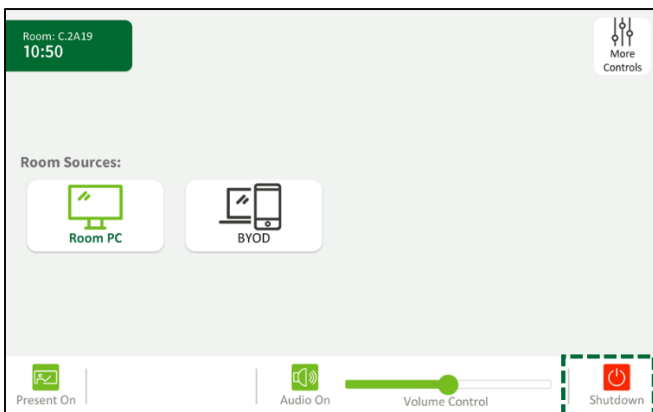 Room: C.2A19
10:50
More
Controls
Room Sources:
Room PC
BYOD
Present On
Audio On
Volume Control
Shutdown